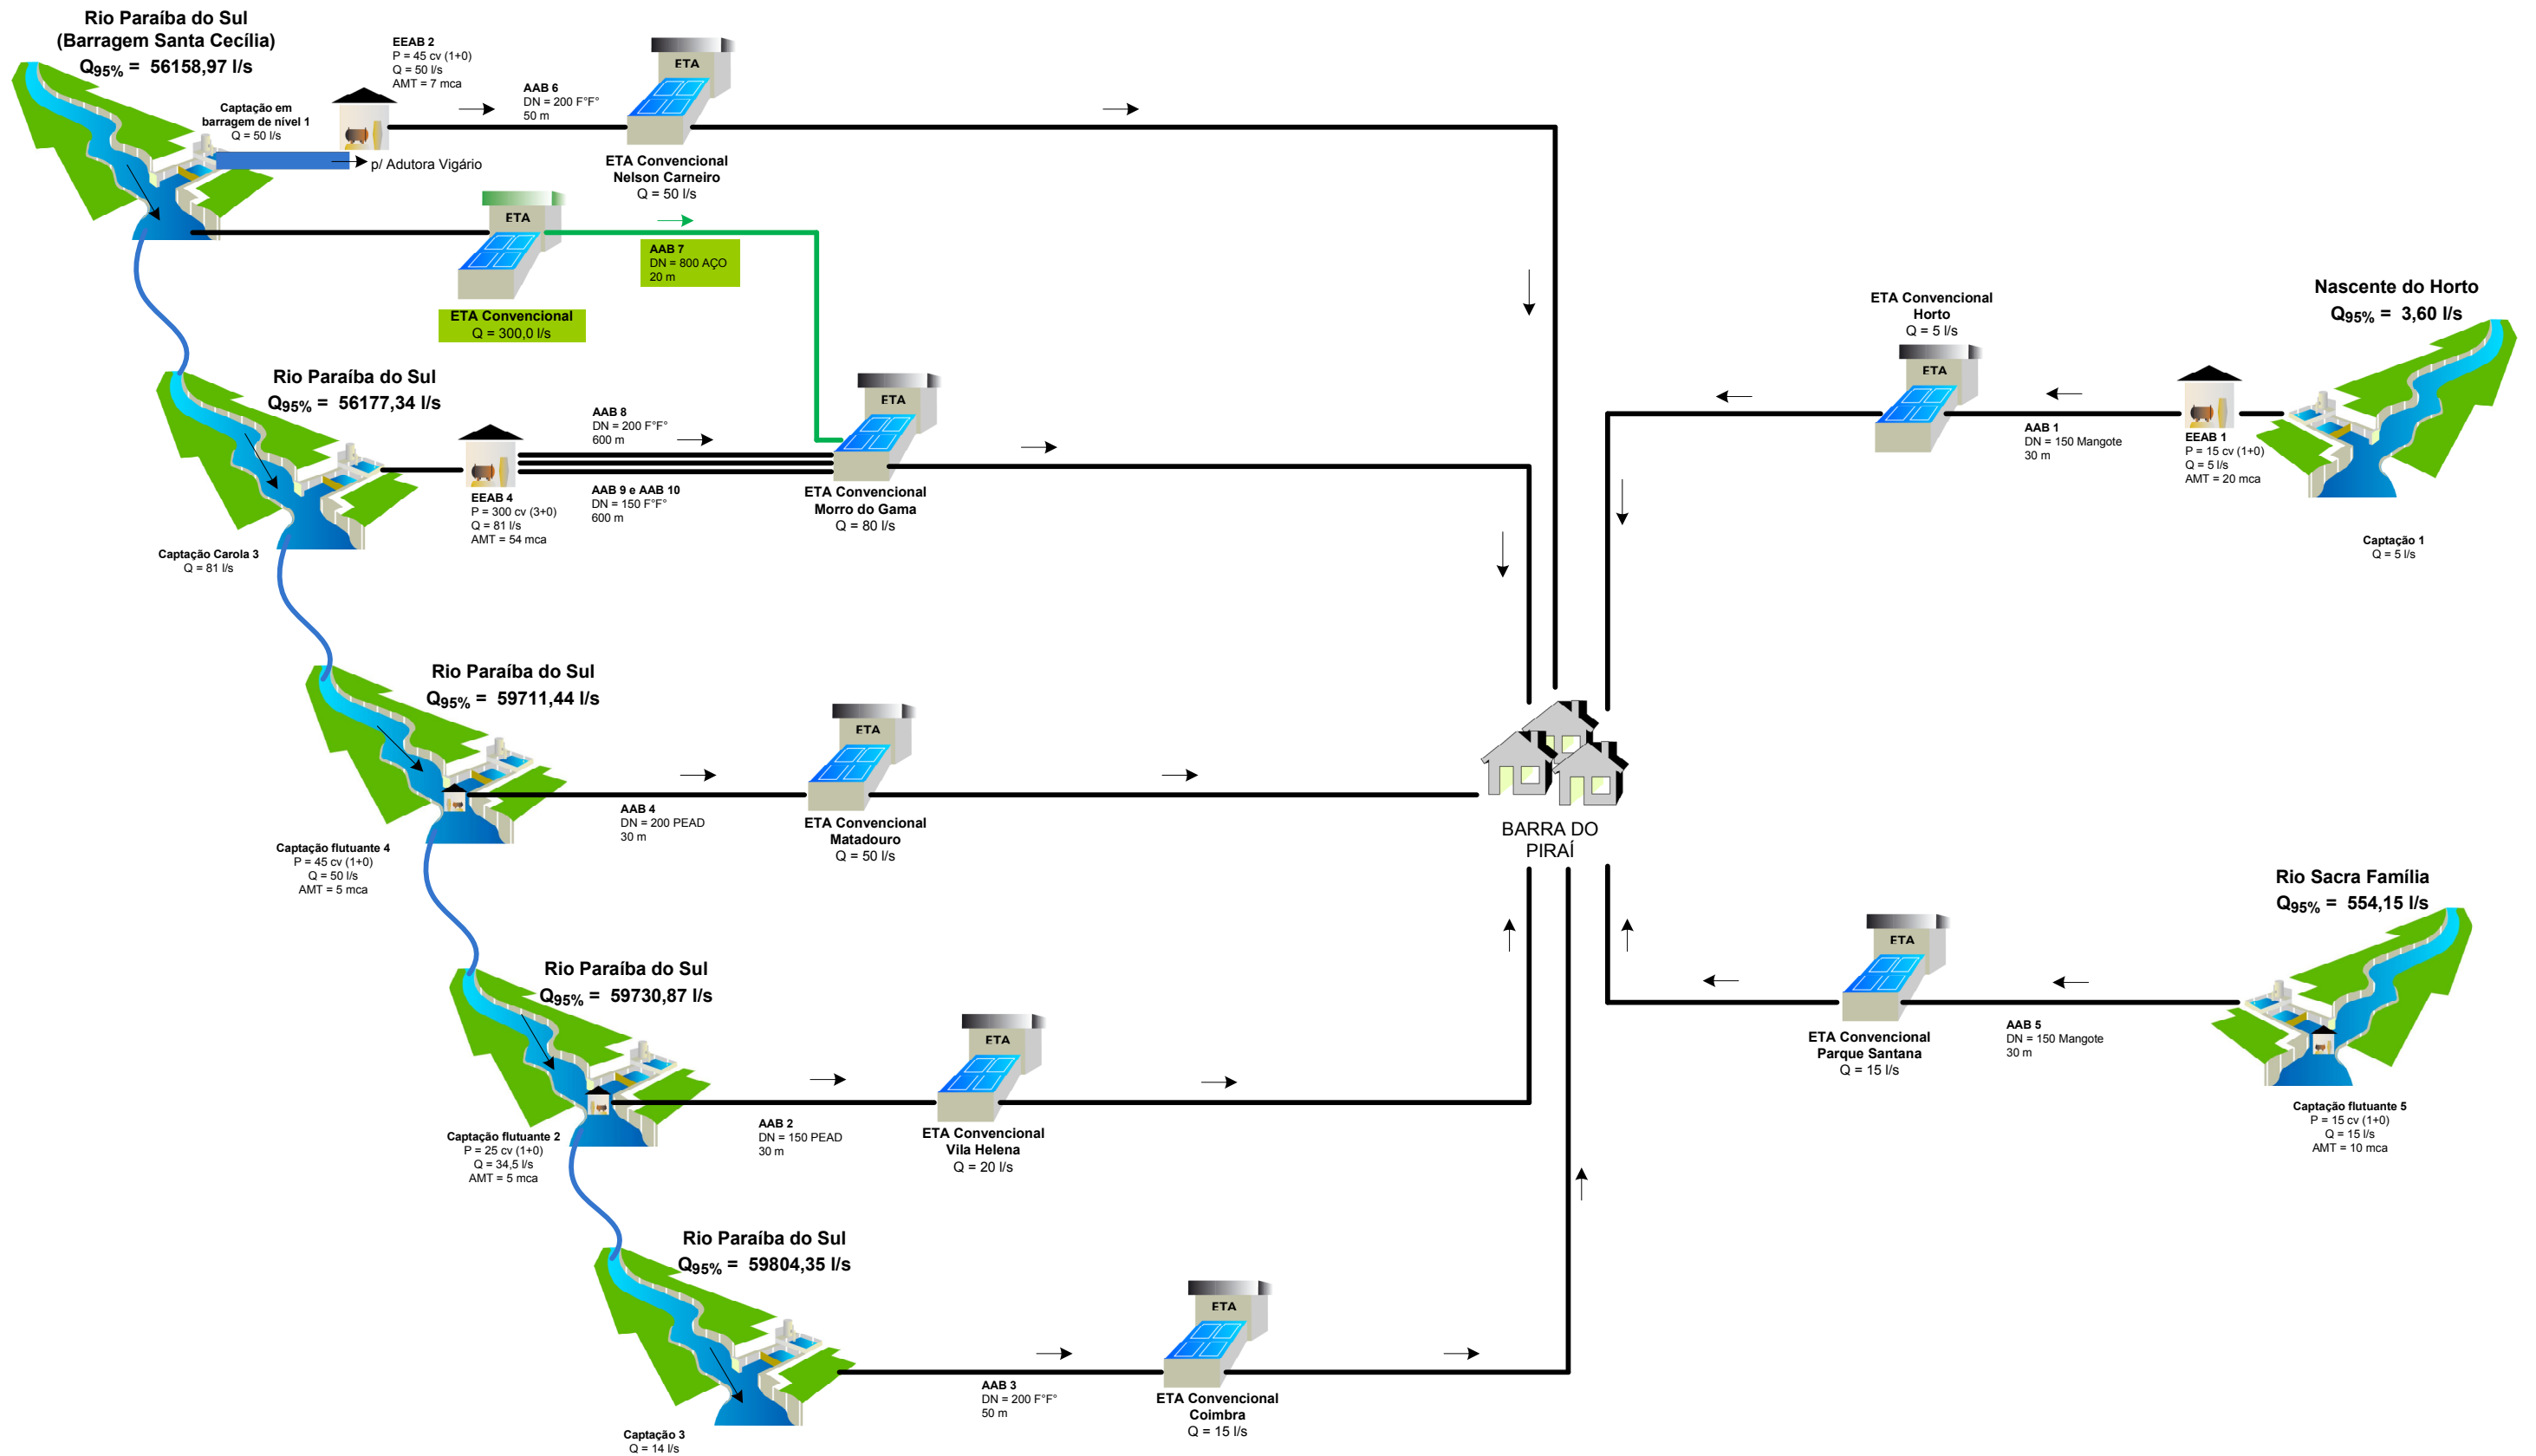 Rio Paraíba do Sul
(Barragem Santa Cecília)
Q95% = 56158,97 l/s
Captação em
barragem de nível 1
Q = 50 l/s
EEAB 2
P = 45 cv (1+0)
Q = 50 l/s
AMT = 7 mca
p/ Adutora Vigário
AAB 6
DN = 200 F°F°
50 m
ETA
ETA Convencional
Nelson Carneiro
Q = 50 l/s
ETA
ETA Convencional
Q = 300,0 l/s
AAB 7
DN = 800 AÇO
20 m
Rio Paraíba do Sul
Q95% = 56177,34 l/s
Captação Carola 3
Q = 81 l/s
EEAB 4
P = 300 cv (3+0)
Q = 81 l/s
AMT = 54 mca
AAB 8
DN = 200 F°F°
600 m
AAB 9 e AAB 10
DN = 150 F°F°
600 m
ETA
ETA Convencional
Morro do Gama
Q = 80 l/s
ETA Convencional
Horto
Q = 5 l/s
ETA
AAB 1
DN = 150 Mangote
30 m
EEAB 1
P = 15 cv (1+0)
Q = 5 l/s
AMT = 20 mca
Nascente do Horto
Q95% = 3,60 l/s
Captação 1
Q = 5 l/s
Rio Paraíba do Sul
Q95% = 59711,44 l/s
Captação flutuante 4
P = 45 cv (1+0)
Q = 50 l/s
AMT = 5 mca
AAB 4
DN = 200 PEAD
30 m
ETA
ETA Convencional
Matadouro
Q = 50 l/s
BARRA DO
PIRAÍ
Rio Paraíba do Sul
Q95% = 59730,87 l/s
Captação flutuante 2
P = 25 cv (1+0)
Q = 34,5 l/s
AMT = 5 mca
AAB 2
DN = 150 PEAD
30 m
ETA
ETA Convencional
Vila Helena
Q = 20 l/s
ETA
ETA Convencional
Parque Santana
Q = 15 l/s
AAB 5
DN = 150 Mangote
30 m
Rio Sacra Família
Q95% = 554,15 l/s
Captação flutuante 5
P = 15 cv (1+0)
Q = 15 l/s
AMT = 10 mca
Rio Paraíba do Sul
Q95% = 59804,35 l/s
Captação 3
Q = 14 l/s
AAB 3
DN = 200 F°F°
50 m
ETA
ETA Convencional
Coimbra
Q = 15 l/s